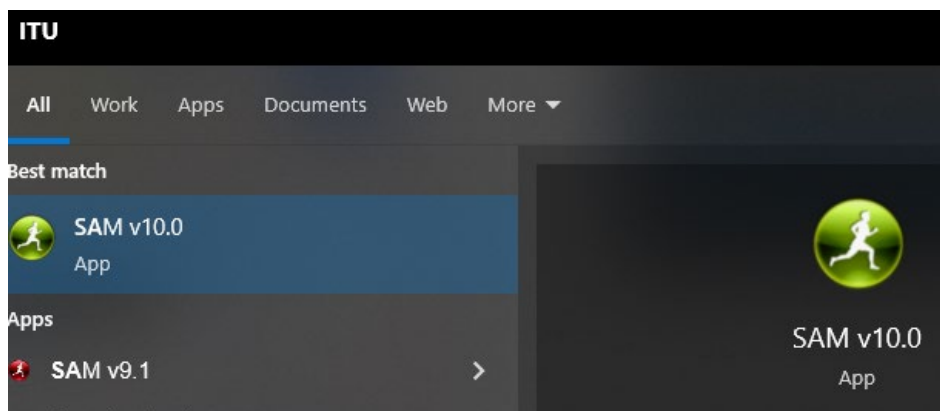 ITU
All Work Apps Documents Web More
Best match
SAM v10.0
App
Apps
SAM v9.1
SAM v10.0
App